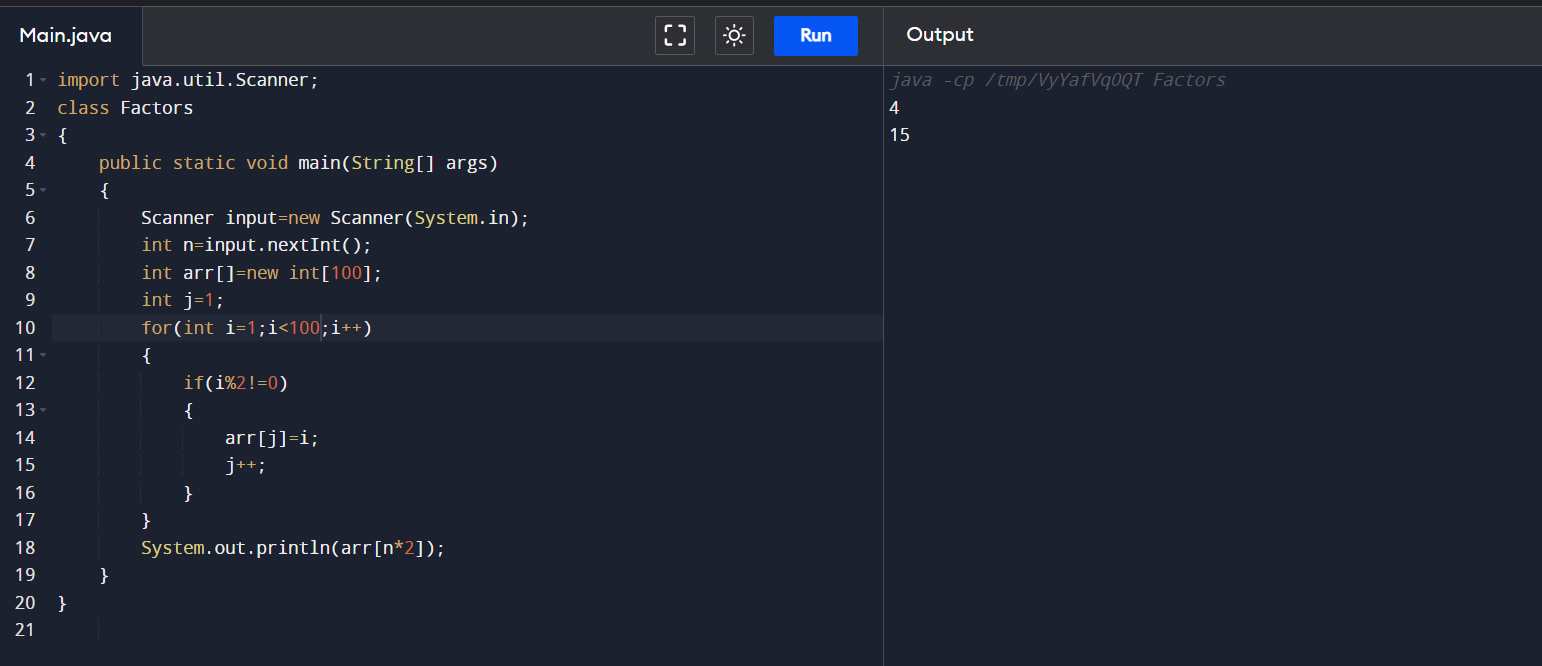 Main.java
Run
Output
1 import java.util.Scanner;
2 class Factors
3 {
4     public static void main(String[] args)
5     {
6         Scanner input=new Scanner(System.in);
7         int n=input.nextInt();
8         int arr[]=new int[100];
9         int j=1;
10         for(int i=1;i<100;i++)
11         {
12             if(i%2!=0)
13             {
14                 arr[j]=i;
15                 j++;
16             }
17         }
18         System.out.println(arr[n*2]);
19     }
20 }
21
java -cp /tmp/VyYafVqOQT Factors
4
15